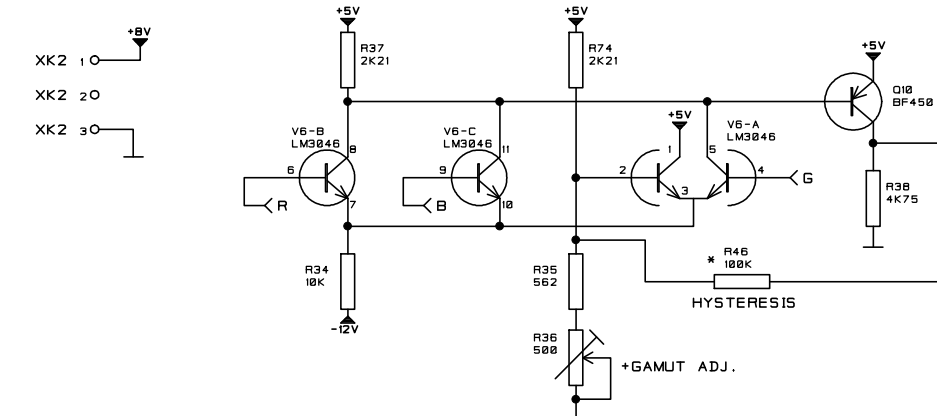 +8V
XK2 1
XK2 2
XK2 3
+5V
R37
2K21
+5V
R74
2K21
+5V
Q10
BF450
V6-B
LM3046
8
6
7
R
V6-C
LM3046
11
9
10
B
+5V
V6-A
LM3046
1
5
2
3
4
G
R38
4K75
R34
10K
-12V
R35
562
* R46
100K
HYSTERESIS
R36
500
+GAMUT ADJ.